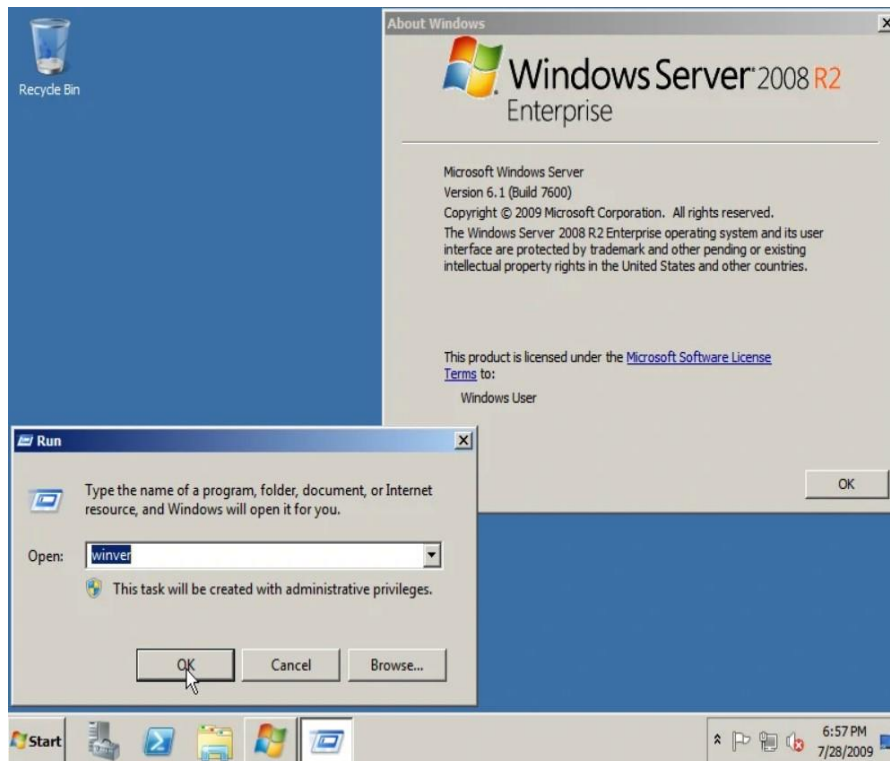 Recycle Bin
About Windows
Windows Server 2008 R2
Enterprise
Microsoft Windows Server
Version 6.1 (Build 7600)
Copyright © 2009 Microsoft Corporation. All rights reserved.
The Windows Server 2008 R2 Enterprise operating system and its user
interface are protected by trademark and other pending or existing
intellectual property rights in the United States and other countries.
This product is licensed under the Microsoft Software License
Terms to:
Windows User
OK
Run
Type the name of a program, folder, document, or Internet
resource, and Windows will open it for you.
Open: winver
This task will be created with administrative privileges.
OK Cancel Browse...
Start
6:57 PM
7/28/2009